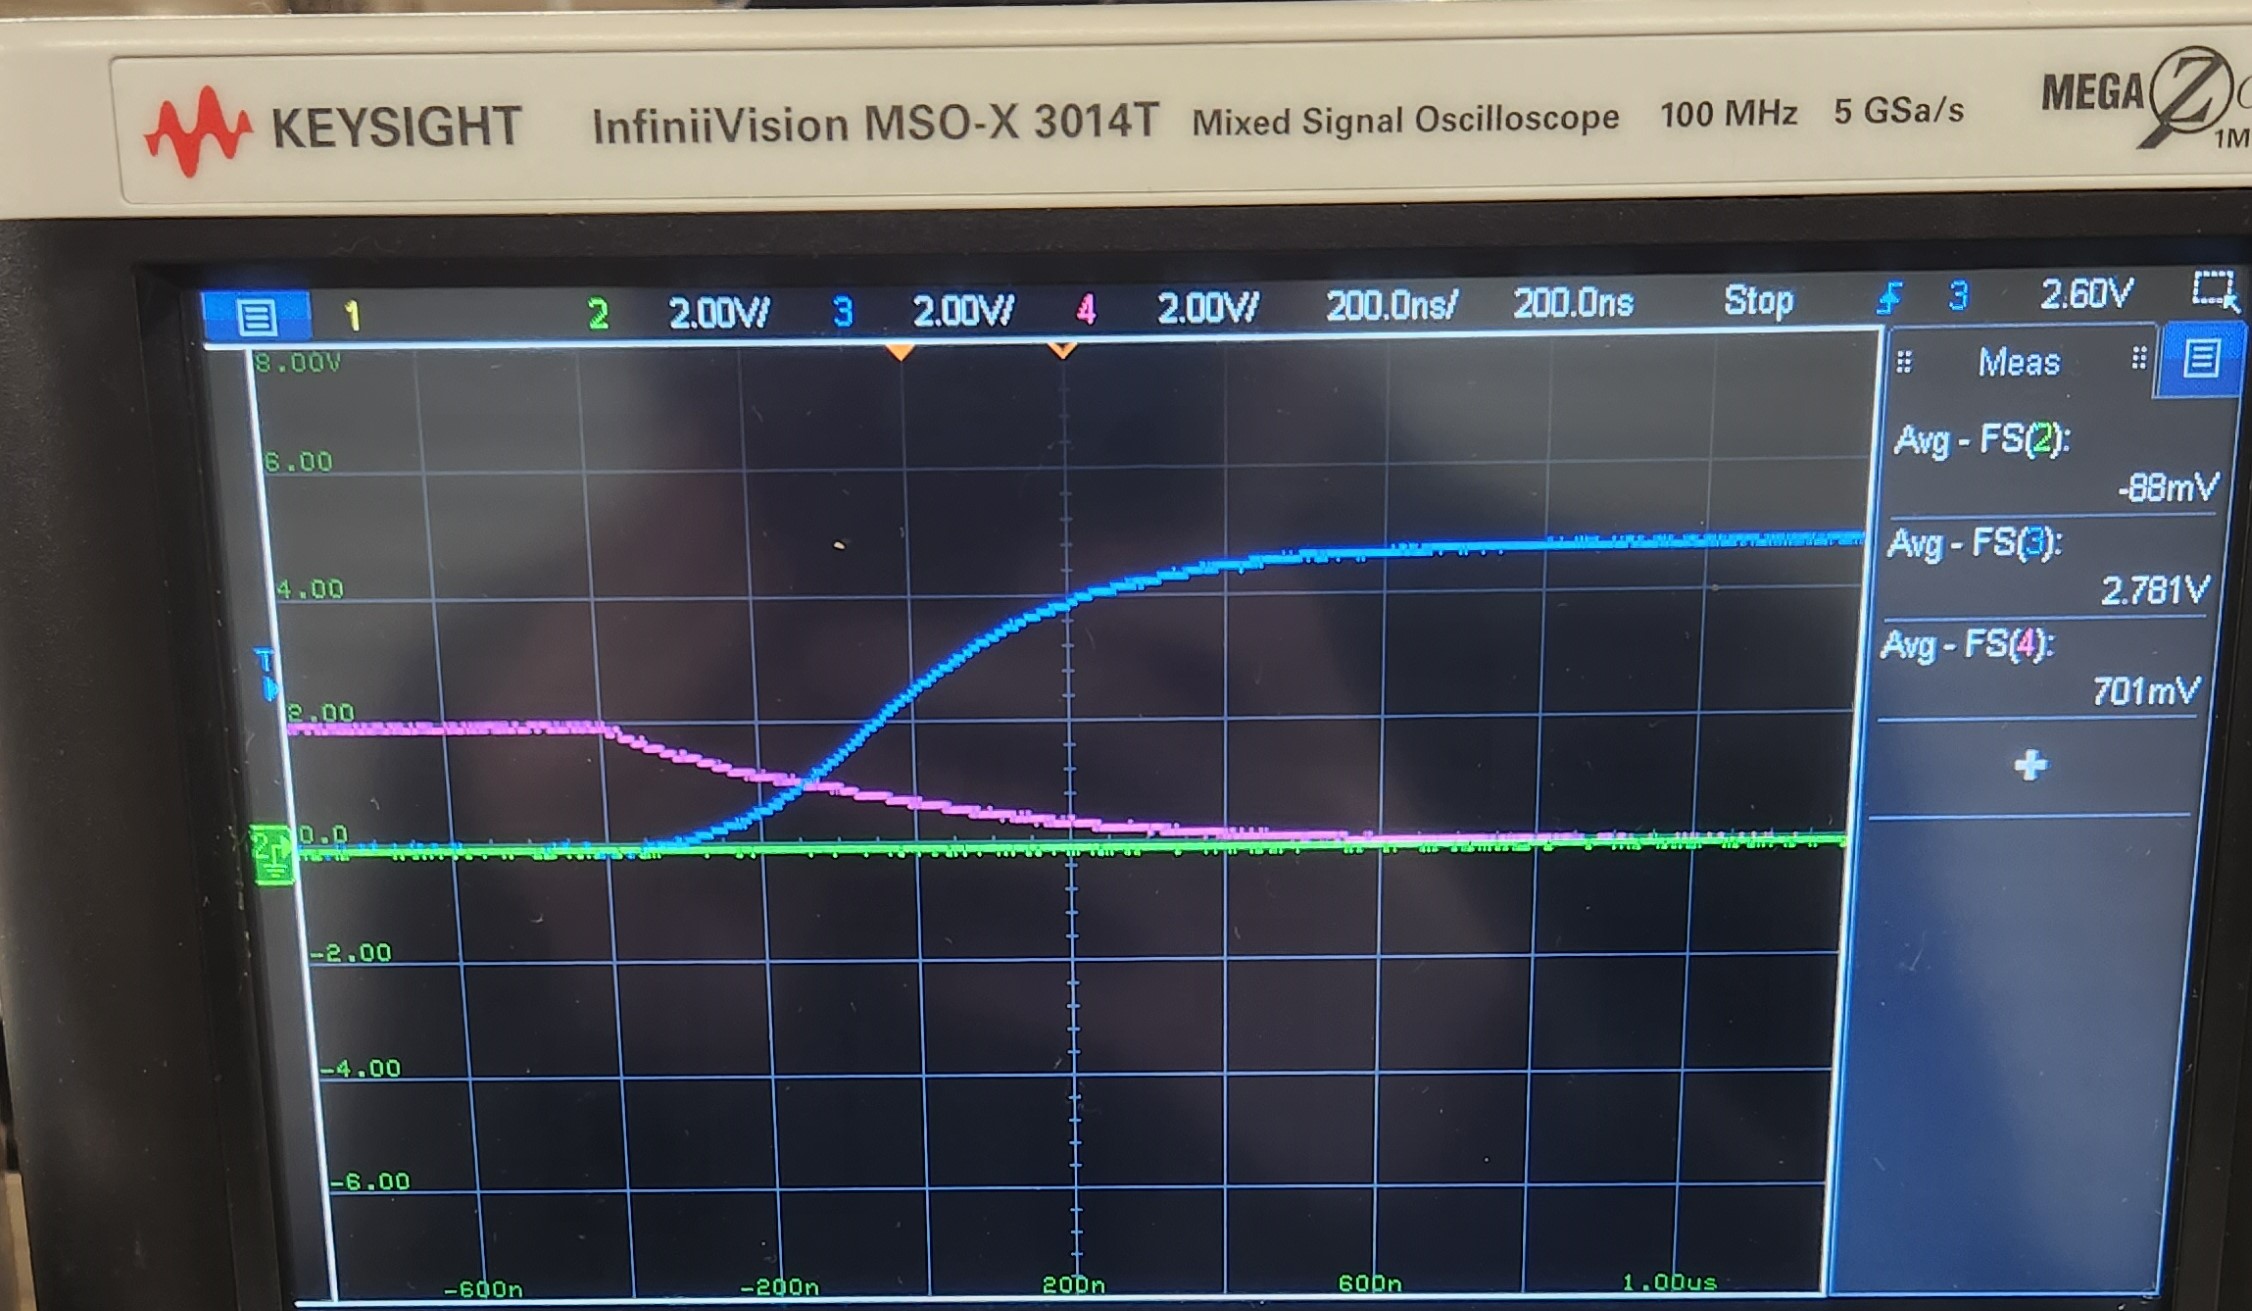 KEYSIGHT InfiniiVision MSO-X 3014T Mixed Signal Oscilloscope 100 MHz 5 GSa/s MEGA Z
1M
1 2 2.00V/ 3 2.00V/ 4 2.00V/ 200.0ns/ 200.0ns Stop 3 2.60V
8.00V
6.00
4.00
T
2.00
2
0.0
-2.00
-4.00
-6.00
-600n -200n 200n 600n 1.00us
Meas
Avg - FS(2):
-88mV
Avg - FS(3):
2.781V
Avg - FS(4):
701mV
+